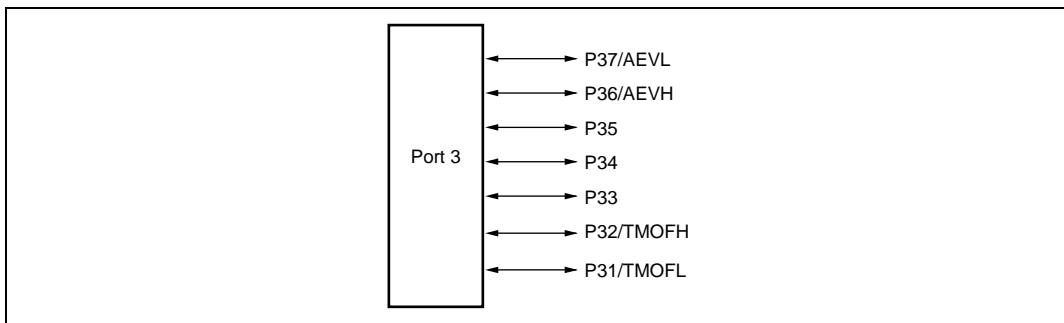 P37/AEVL
P36/AEVH
P35
Port 3
P34
P33
P32/TMOFH
P31/TMOFL